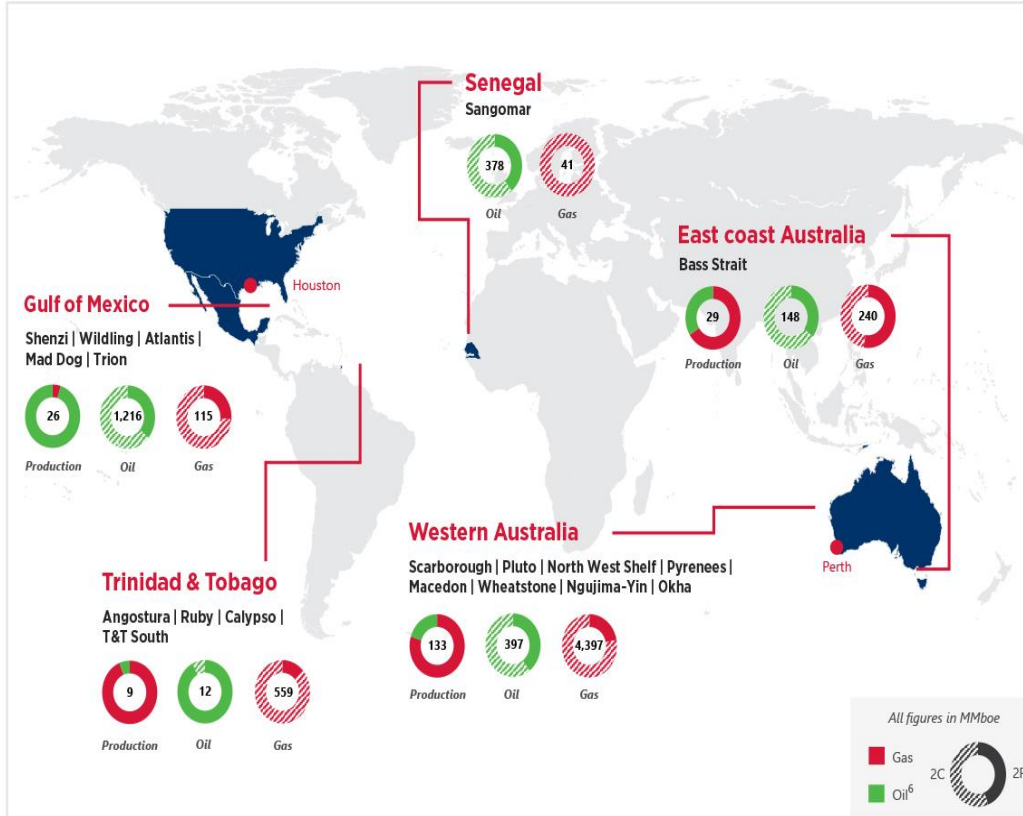 Senegal
Sangomar
378
41
Oil
Gas
East coast Australia
Bass Strait
29
148
240
Production
Oil
Gas
Houston
Gulf of Mexico
Shenzi | Wildling | Atlantis |
Mad Dog | Trion
26
1,216
115
Production
Oil
Gas
Western Australia
Scarborough | Pluto | North West Shelf | Pyrenees |
Macedon | Wheatstone | Ngujima-Yin | Okha
133
397
4,397
Production
Oil
Gas
Perth
Trinidad & Tobago
Angostura | Ruby | Calypso |
T&T South
9
12
559
Production
Oil
Gas
All figures in MMboe
Gas
Oil⁶
2C